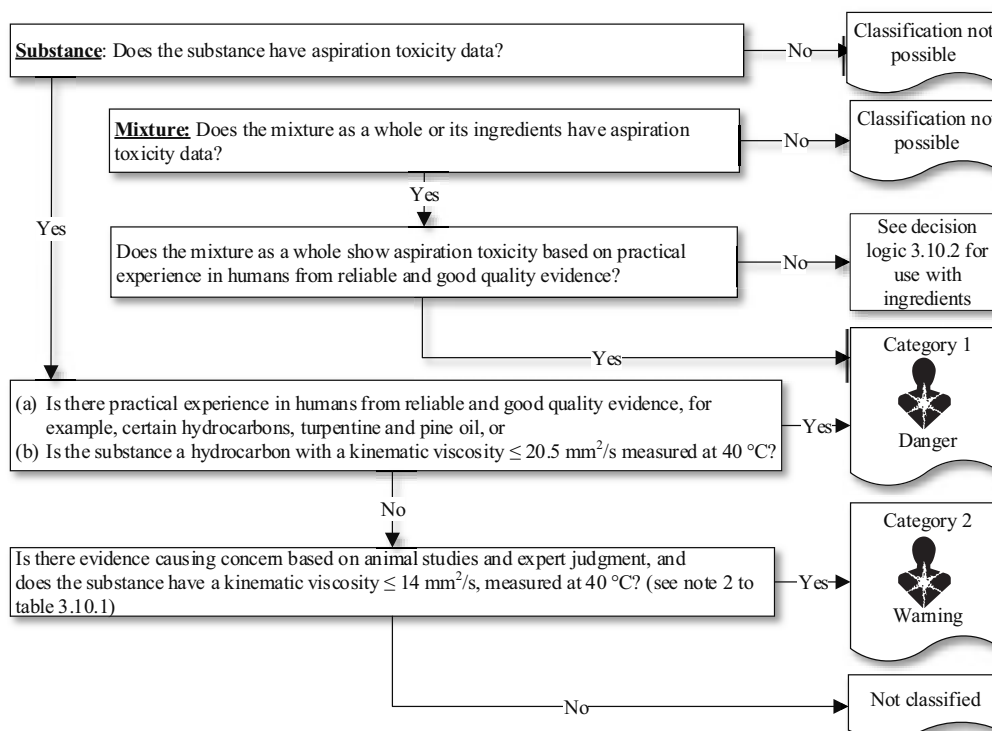 Substance: Does the substance have aspiration toxicity data?
No
Classification not
possible
Mixture: Does the mixture as a whole or its ingredients have aspiration
toxicity data?
No
Classification not
possible
Yes
Yes
Does the mixture as a whole show aspiration toxicity based on practical
experience in humans from reliable and good quality evidence?
No
See decision
logic 3.10.2 for
use with
ingredients
Yes
Category 1
Danger
(a) Is there practical experience in humans from reliable and good quality evidence, for
example, certain hydrocarbons, turpentine and pine oil, or
(b) Is the substance a hydrocarbon with a kinematic viscosity ≤ 20.5 mm²/s measured at 40 °C?
Yes
No
Category 2
Warning
Is there evidence causing concern based on animal studies and expert judgment, and
does the substance have a kinematic viscosity ≤ 14 mm²/s, measured at 40 °C? (see note 2 to
table 3.10.1)
Yes
No
Not classified